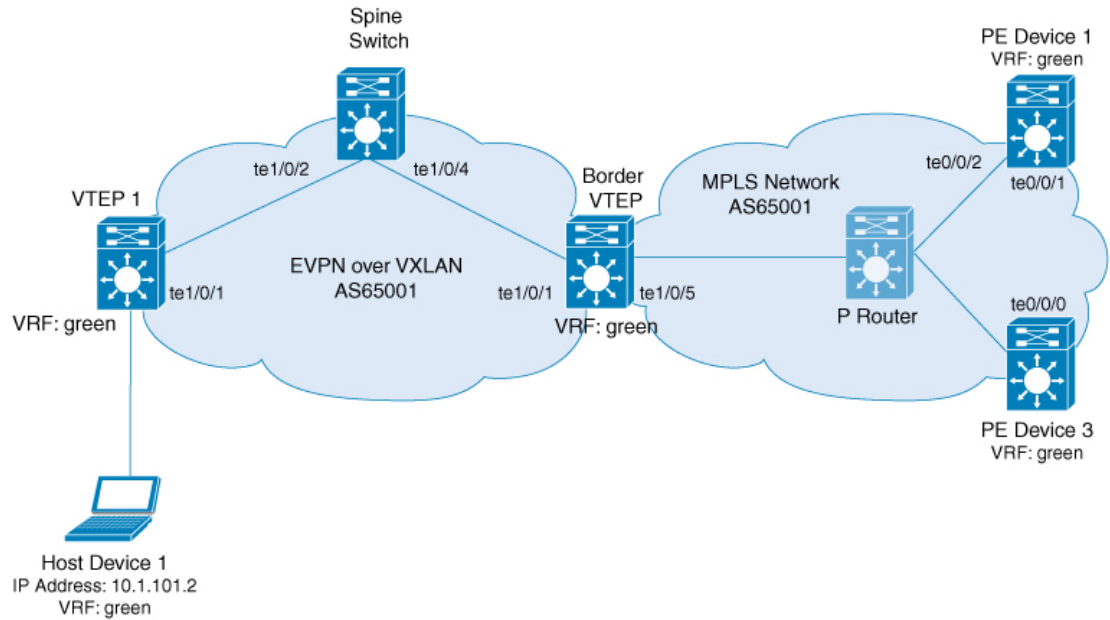 Spine
Switch
PE Device 1
VRF: green
te1/0/2
te1/0/4
Border
VTEP
MPLS Network
AS65001
te0/0/2
te0/0/1
VTEP 1
EVPN over VXLAN
AS65001
te1/0/1
te1/0/1
te1/0/5
VRF: green
VRF: green
P Router
te0/0/0
PE Device 3
VRF: green
Host Device 1
IP Address: 10.1.101.2
VRF: green